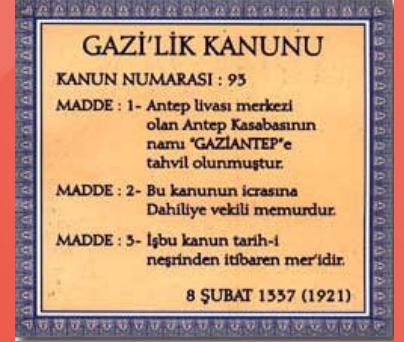 GAZİ'LİK KANUNU
KANUN NUMARASI : 93
MADDE : 1- Antep livası merkezi
olan Antep Kasabasının
namı "GAZİANTEP"e
tahvil olunmuştur.
MADDE : 2- Bu kanunun icrasına
Dahiliye vekili memurdur.
MADDE : 3- İşbu kanun tarih-i
neşrinden itibaren mer'idir.
8 ŞUBAT 1337 (1921)